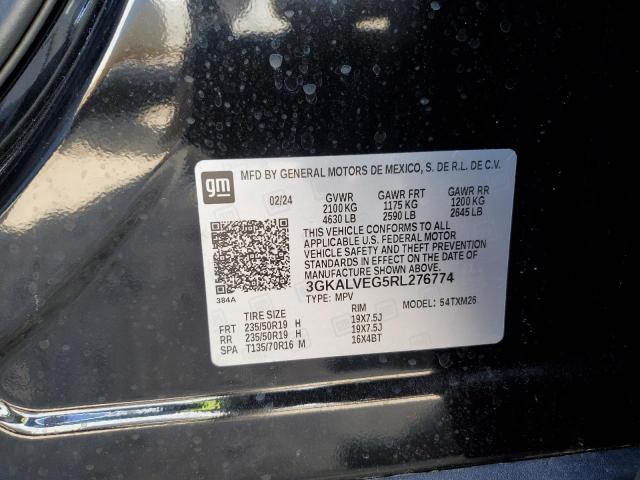 MFD BY GENERAL MOTORS DE MEXICO, S. DE R.L. DE C.V.
gm
02/24 GVWR GAWR FRT GAWR RR
2100 KG 1175 KG 1200 KG
4630 LB 2590 LB 2645 LB
THIS VEHICLE CONFORMS TO ALL
APPLICABLE U.S. FEDERAL MOTOR
VEHICLE SAFETY AND THEFT PREVENTION
STANDARDS IN EFFECT ON THE DATE OF
MANUFACTURE SHOWN ABOVE.
3GKALVEG5RL276774
384A
TYPE: MPV 54TXM26
TIRE SIZE RIM
FRT 235/50R19 H 19X7.5J
RR 235/50R19 H 19X7.5J
SPA T135/70R16 M 16X4BT